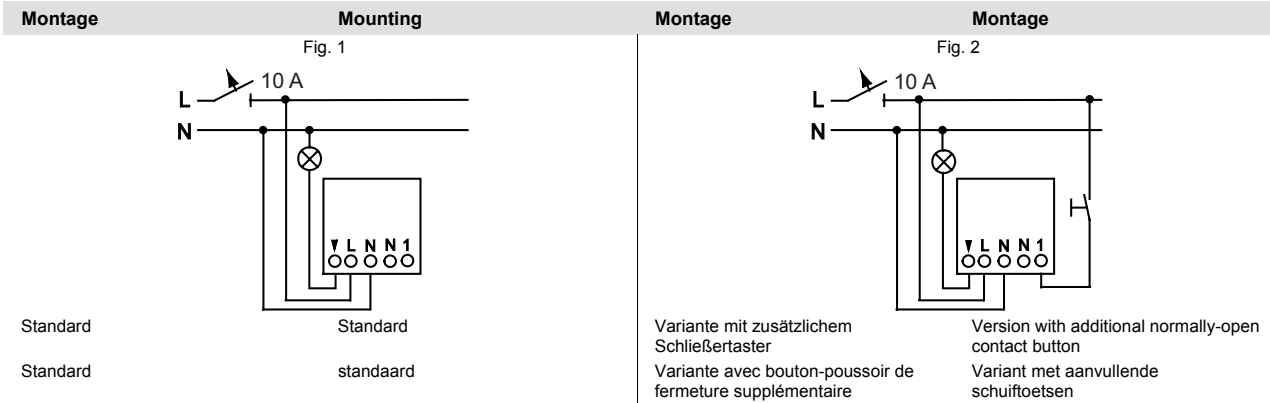 Montage Mounting Montage Montage
Fig. 1
10 A
L
N
L N N 1
Standard Standard
Standard standaard
Fig. 2
10 A
L
N
L N N 1
Variante mit zusätzlichem
Schließertaster
Version with additional normally-open
contact button
Variante avec bouton-poussoir de
fermeture supplémentaire
Variant met aanvullende
schuiftoetsen